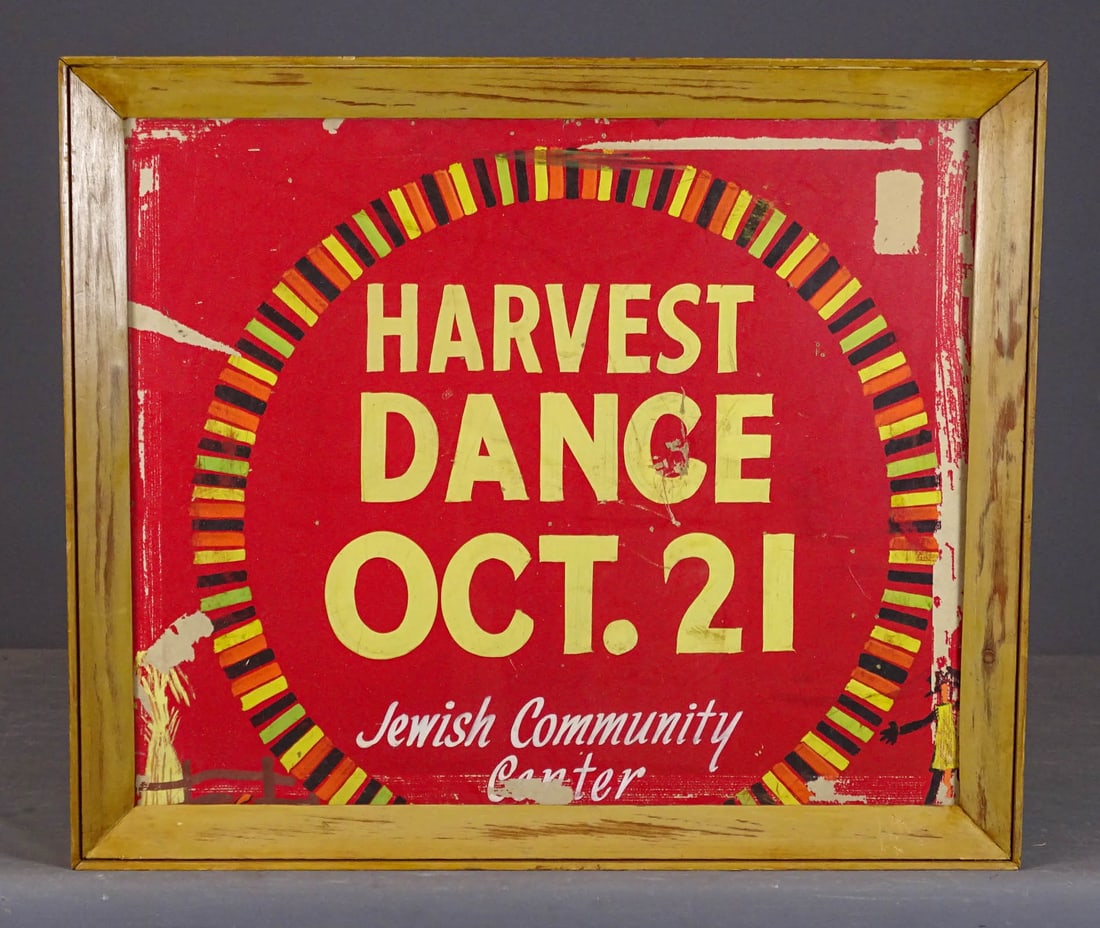 HARVEST
DANCE
OCT. 21
Jewish Community
Center